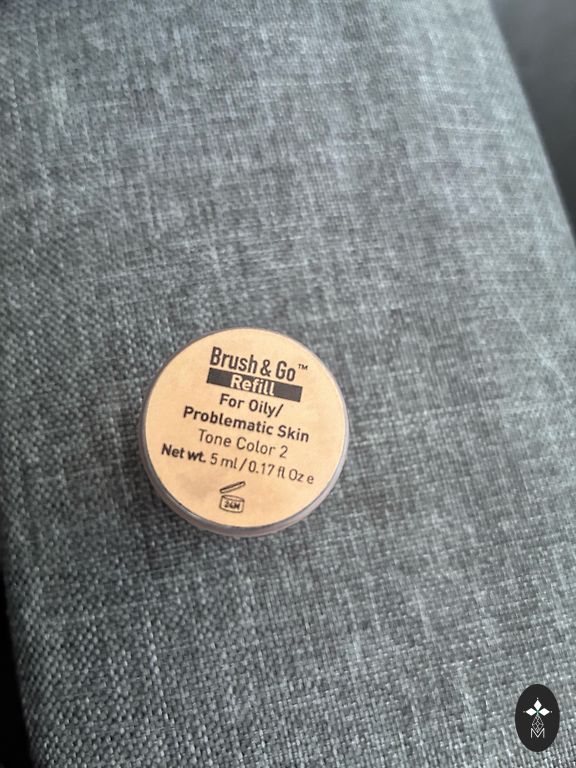 Brush & Go™
Refill
For Oily/
Problematic Skin
Tone Color 2
Net wt. 5 ml/0.17 fl Oz e
24M
M